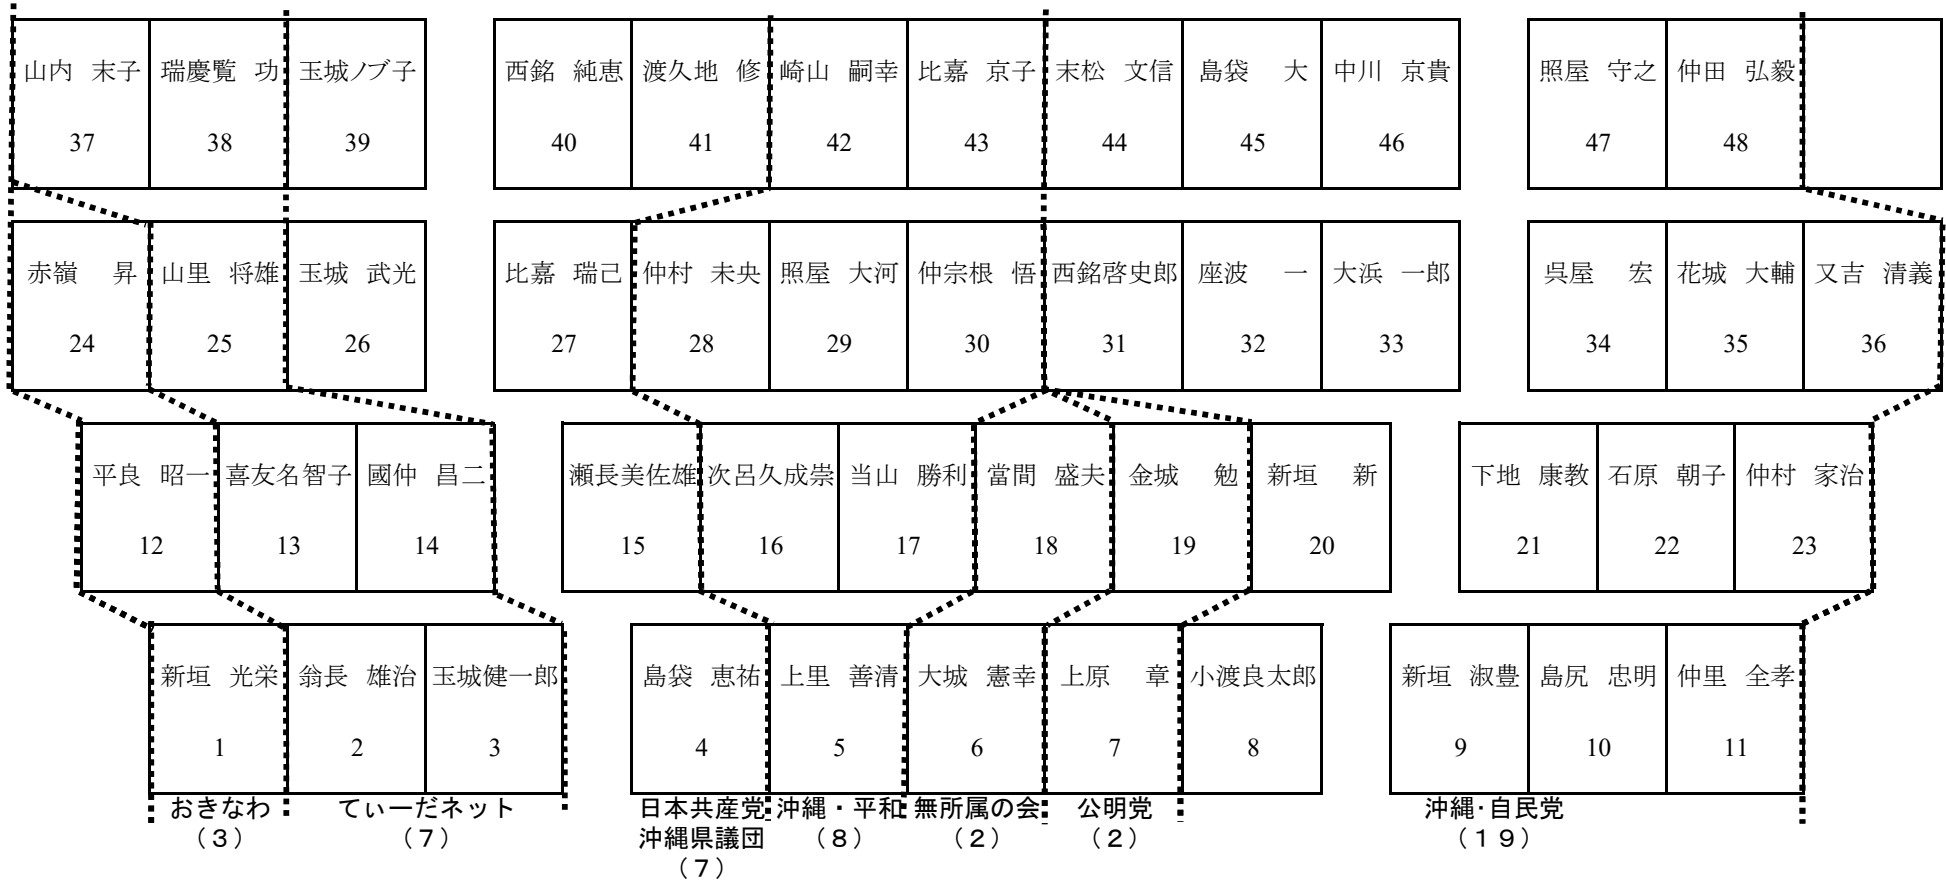 山内 末子 瑞慶覧 功 玉城ノブ子 西銘 純恵 渡久地 修 崎山 嗣幸 比嘉 京子 末松 文信 島袋 大 中川 京貴 照屋 守之 仲田 弘毅
37 38 39 40 41 42 43 44 45 46 47 48
赤嶺 昇 山里 将雄 玉城 武光 比嘉 瑞己 仲村 未央 照屋 大河 仲宗根 悟 西銘啓史郎 座波 一 大浜 一郎 呉屋 宏 花城 大輔 又吉 清義
24 25 26 27 28 29 30 31 32 33 34 35 36
平良 昭一 喜友名智子 國仲 昌二 瀬長美佐雄 次呂久成崇 当山 勝利 當間 盛夫 金城 勉 新垣 新 下地 康教 石原 朝子 仲村 家治
12 13 14 15 16 17 18 19 20 21 22 23
新垣 光栄 翁長 雄治 玉城健一郎 島袋 恵祐 上里 善清 大城 憲幸 上原 章 小渡良太郎 新垣 淑豊 島尻 忠明 仲里 全孝
1 2 3 4 5 6 7 8 9 10 11
おきなわ てぃーだネット 日本共産党 沖縄・平和 無所属の会 公明党 沖縄・自民党
（３） （７） 沖縄県議団 （８） （２） （２） （１９）
（７）